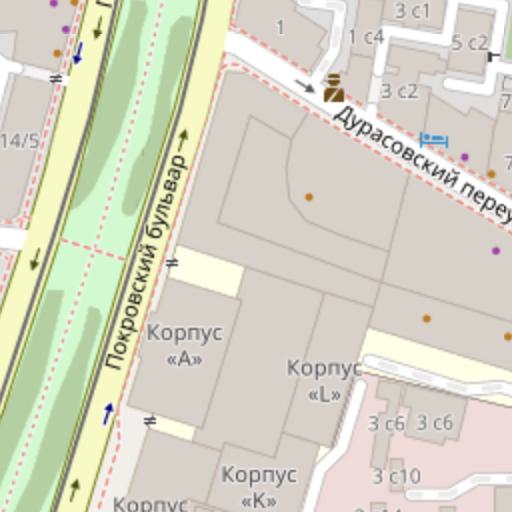 1
3 с1
1 с4
5 с2
3 с2
14/5
7
Дурасовский переу
Покровский бульвар
Корпус
«А»
Корпус
«L»
3 с6
3 с6
Корпус
«К»
3 с10
Корпус